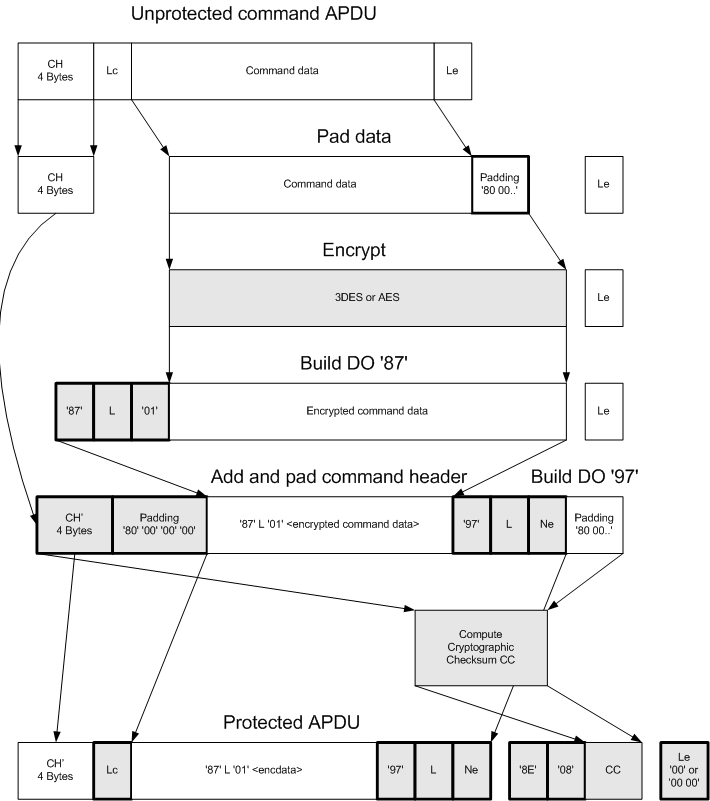 Unprotected command APDU
CH
4 Bytes
Lc
Command data
Le
Pad data
CH
4 Bytes
Command data
Padding
'80 00..'
Le
Encrypt
3DES or AES
Le
Build DO '87'
'87'
L
'01'
Encrypted command data
Le
Add and pad command header
Build DO '97'
CH'
4 Bytes
Padding
'80' '00' '00' '00'
'87' L '01' <encrypted command data>
'97'
L
Ne
Padding
'80 00..'
Compute
Cryptographic
Checksum CC
Protected APDU
CH'
4 Bytes
Lc
'87' L '01' <encdata>
'97'
L
Ne
'8E'
'08'
CC
Le
'00' or
'00 00'